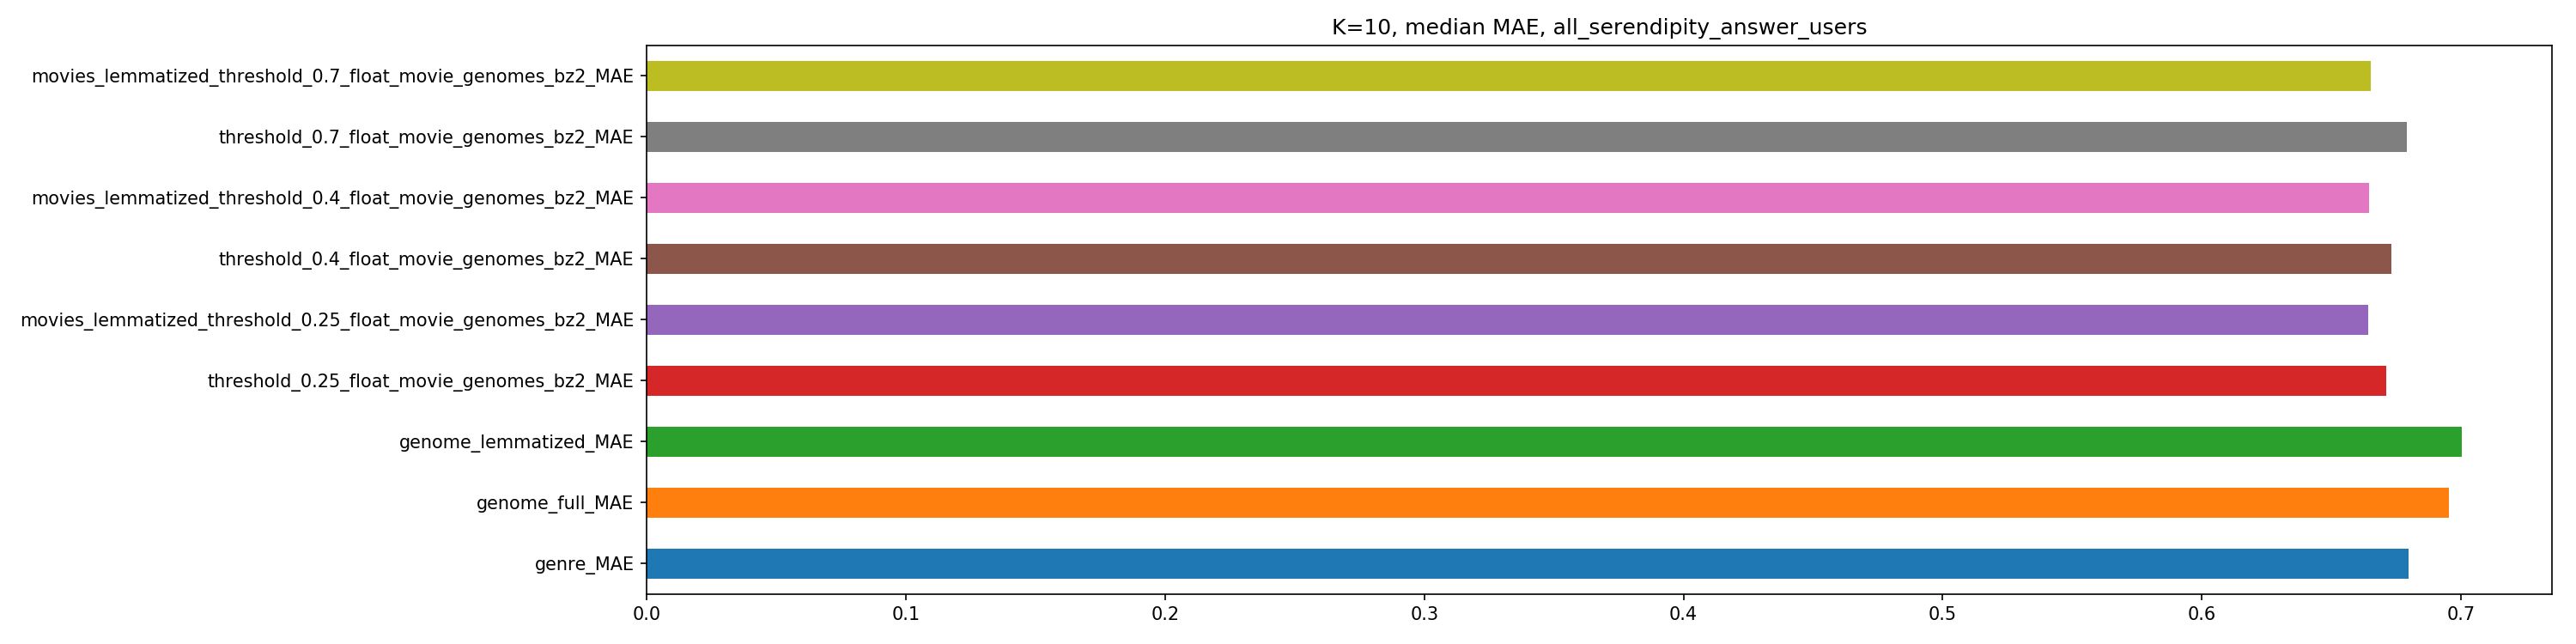 K=10, median MAE, all_serendipity_answer_users
movies_lemmatized_threshold_0.7_float_movie_genomes_bz2_MAE
threshold_0.7_float_movie_genomes_bz2_MAE
movies_lemmatized_threshold_0.4_float_movie_genomes_bz2_MAE
threshold_0.4_float_movie_genomes_bz2_MAE
movies_lemmatized_threshold_0.25_float_movie_genomes_bz2_MAE
threshold_0.25_float_movie_genomes_bz2_MAE
genome_lemmatized_MAE
genome_full_MAE
genre_MAE
0.0 0.1 0.2 0.3 0.4 0.5 0.6 0.7